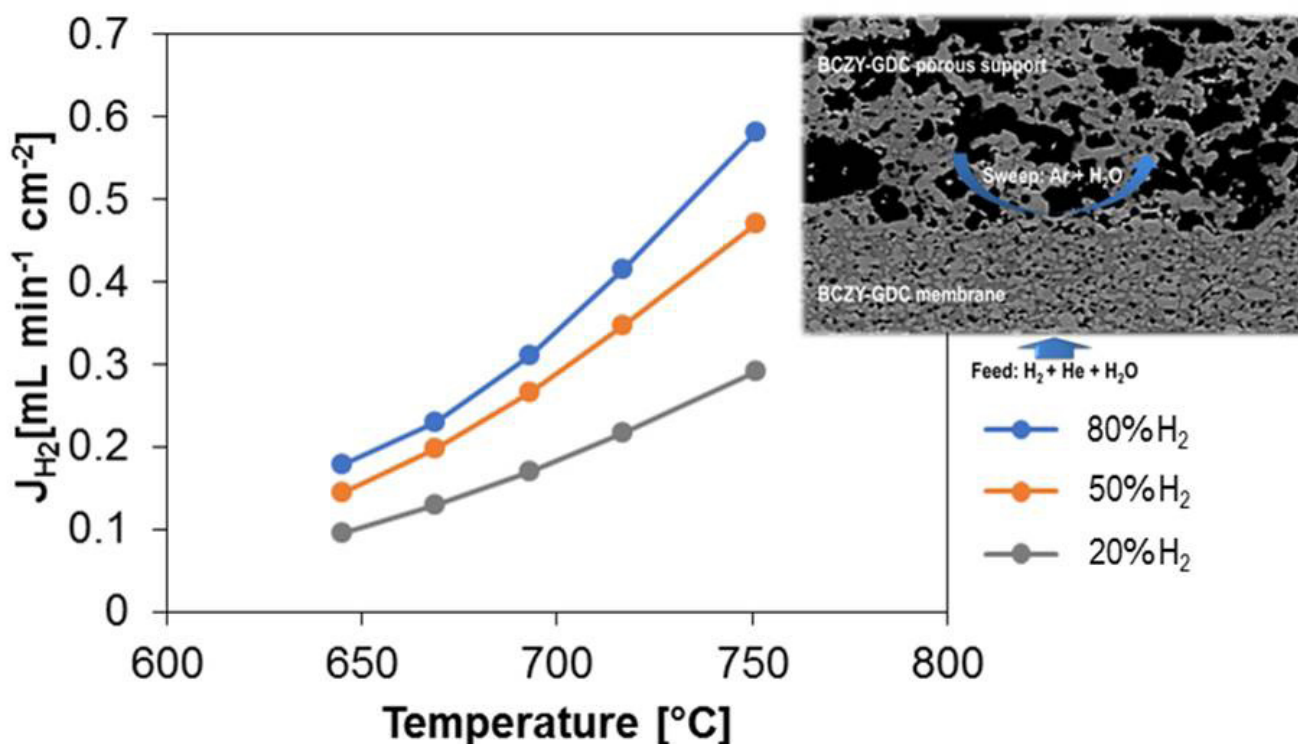 0.7
0.6
0.5
0.4
0.3
0.2
0.1
0
J_H2[mL min⁻¹ cm⁻²]
600
650
700
750
800
Temperature [°C]
BCZY-GDC porous support
Sweep: Ar + H₂O
BCZY-GDC membrane
Feed: H₂ + He + H₂O
80%H₂
50%H₂
20%H₂